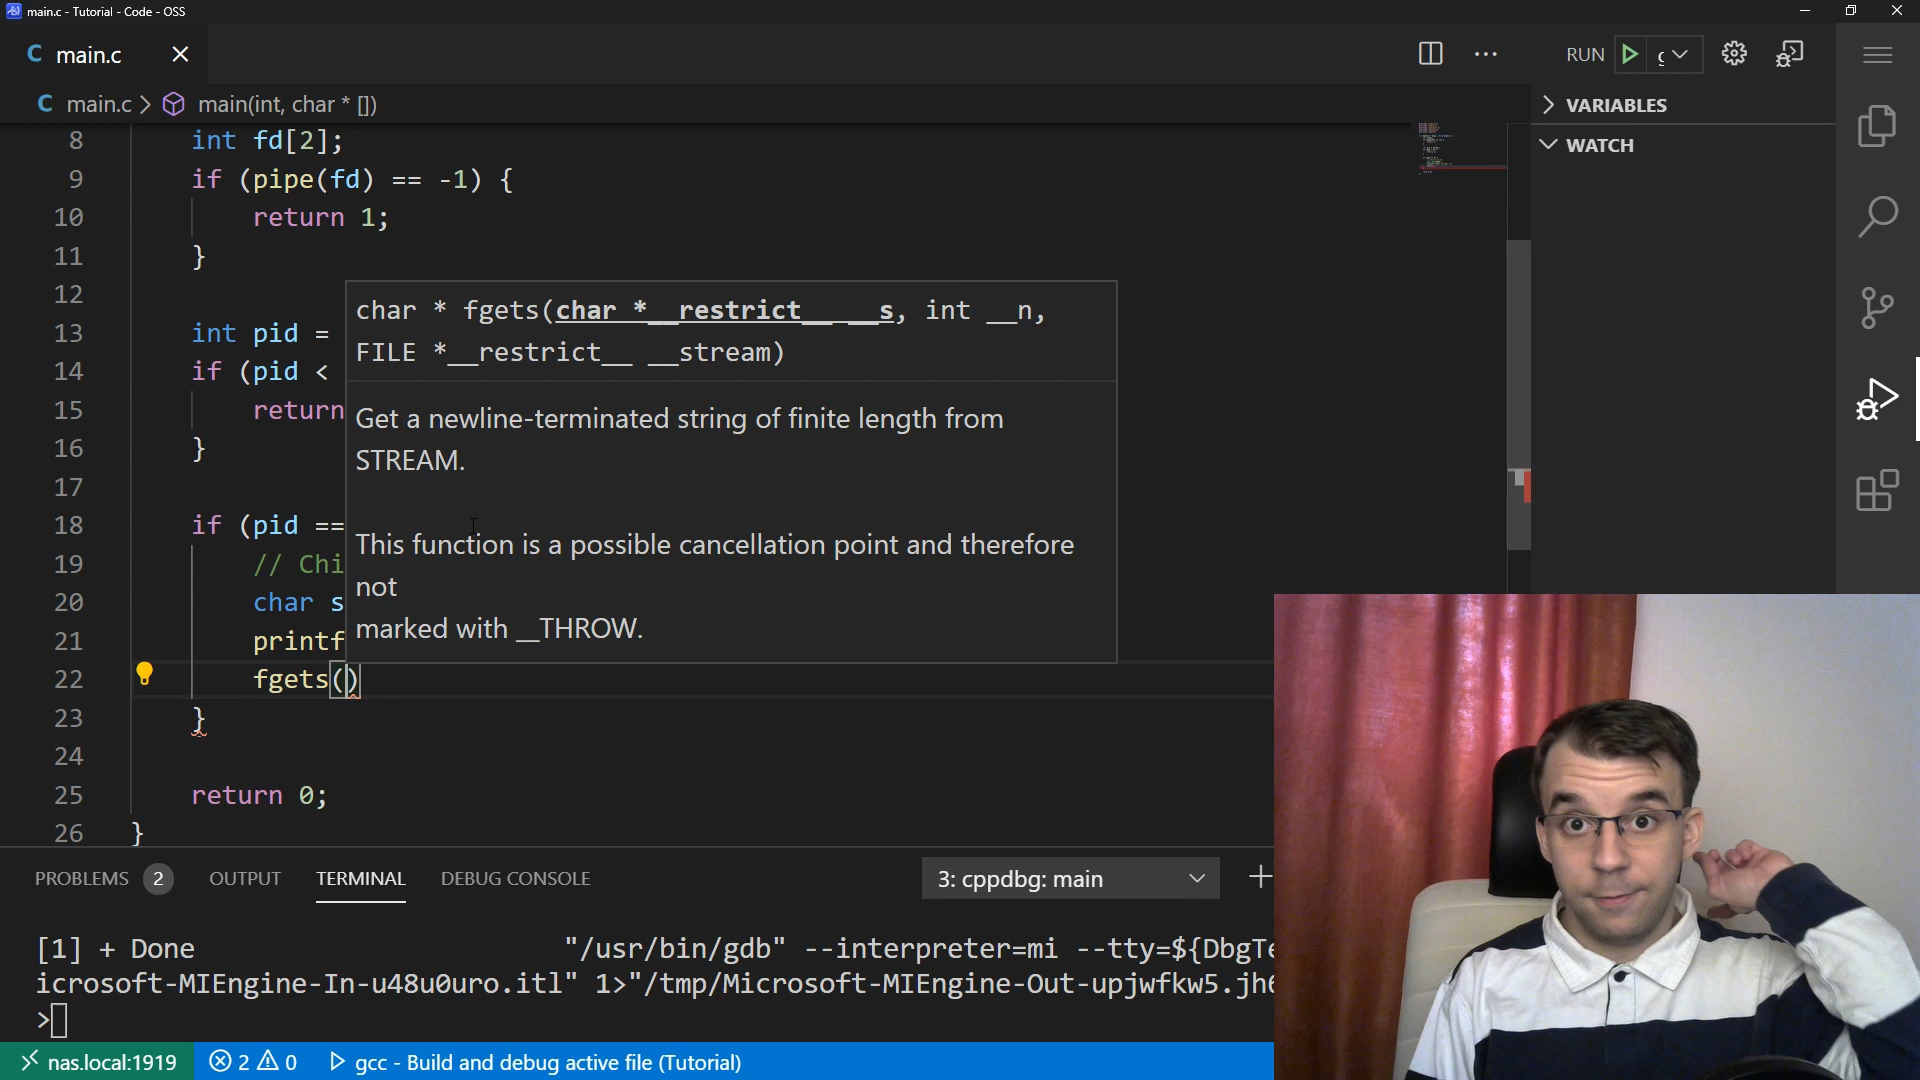 main.c - Tutorial - Code - OSS
C main.c
RUN
C main.c > main(int, char * [])
VARIABLES
WATCH
8 int fd[2];
9 if (pipe(fd) == -1) {
10 return 1;
11 }
12
13 int pid =
14 if (pid <
15 return
16 }
17
18 if (pid ==
19 // Chi
20 char s
21 printf
22 fgets()
23 }
24
25 return 0;
26 }
char * fgets(char *__restrict__ __s, int __n,
FILE *__restrict__ __stream)
Get a newline-terminated string of finite length from
STREAM.
This function is a possible cancellation point and therefore
not
marked with __THROW.
PROBLEMS 2 OUTPUT TERMINAL DEBUG CONSOLE 3: cppdbg: main
[1] + Done "/usr/bin/gdb" --interpreter=mi --tty=${DbgTe
icrosoft-MIEngine-In-u48u0uro.itl" 1>"/tmp/Microsoft-MIEngine-Out-upjwfkw5.jh6
>
nas.local:1919 2 0 gcc - Build and debug active file (Tutorial)